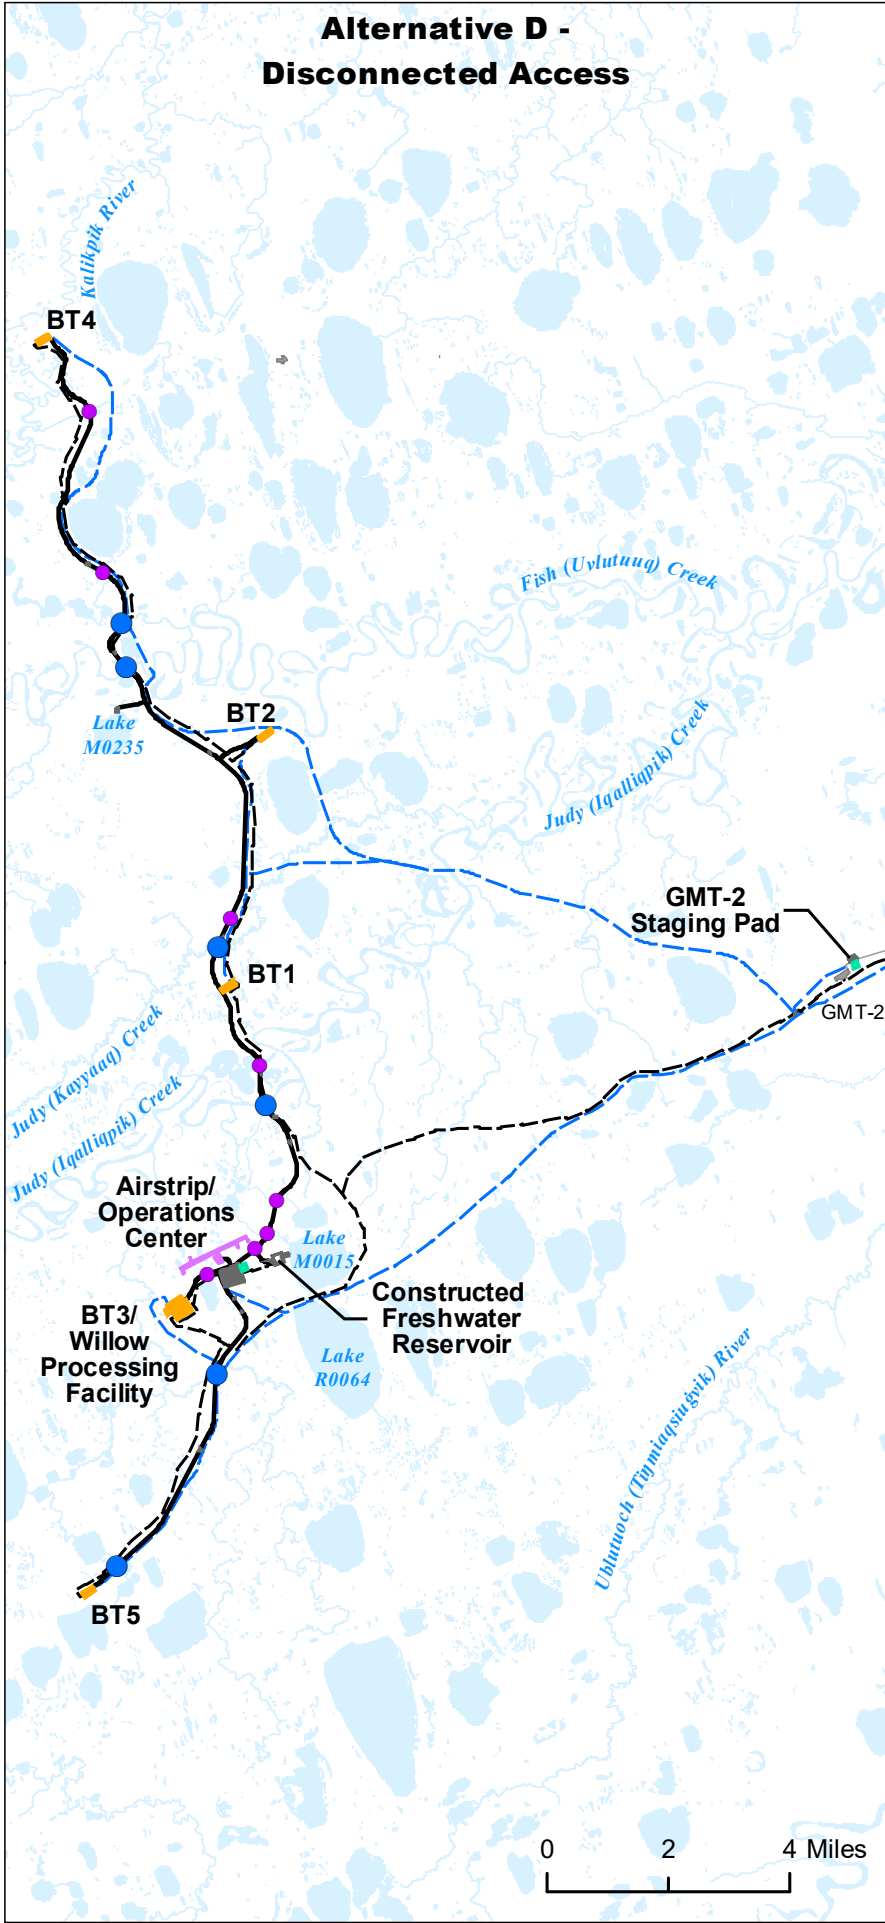 Alternative D -
Disconnected Access
Kalikpik River
BT4
Fish (Uvlutuuq) Creek
BT2
Lake
M0235
Judy (Iqalliqpik) Creek
GMT-2
Staging Pad
BT1
GMT-2
Judy (Kayyaaq) Creek
Judy (Iqalliqpik) Creek
Airstrip/
Operations
Center
Lake
M0015
Constructed
Freshwater
Reservoir
BT3/
Willow
Processing
Facility
Lake
R0064
Ublutuoch (Tiŋmiaqsiuġvik) River
BT5
0 2 4 Miles